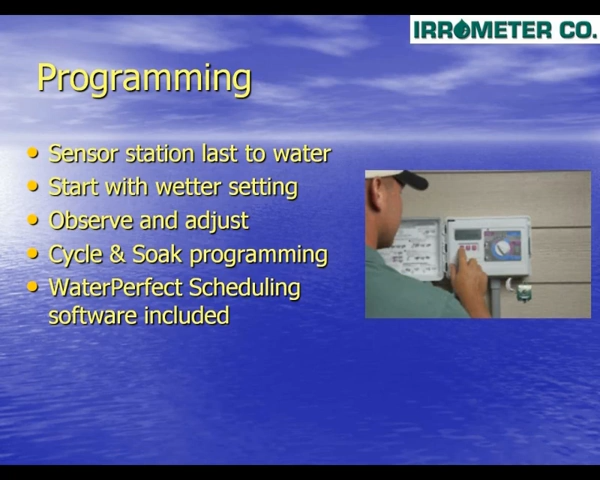 IRROMETER CO.
Programming
Sensor station last to water
Start with wetter setting
Observe and adjust
Cycle & Soak programming
WaterPerfect Scheduling
software included